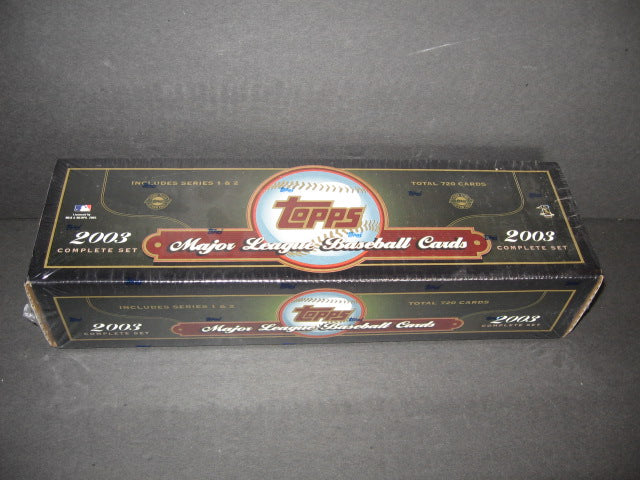 INCLUDES SERIES 1 & 2
TOTAL 720 CARDS
Topps
2003
COMPLETE SET
Major League Baseball Cards
2003
COMPLETE SET
INCLUDES SERIES 1 & 2
TOTAL 720 CARDS
Topps
2003
COMPLETE SET
Major League Baseball Cards
2003
COMPLETE SET